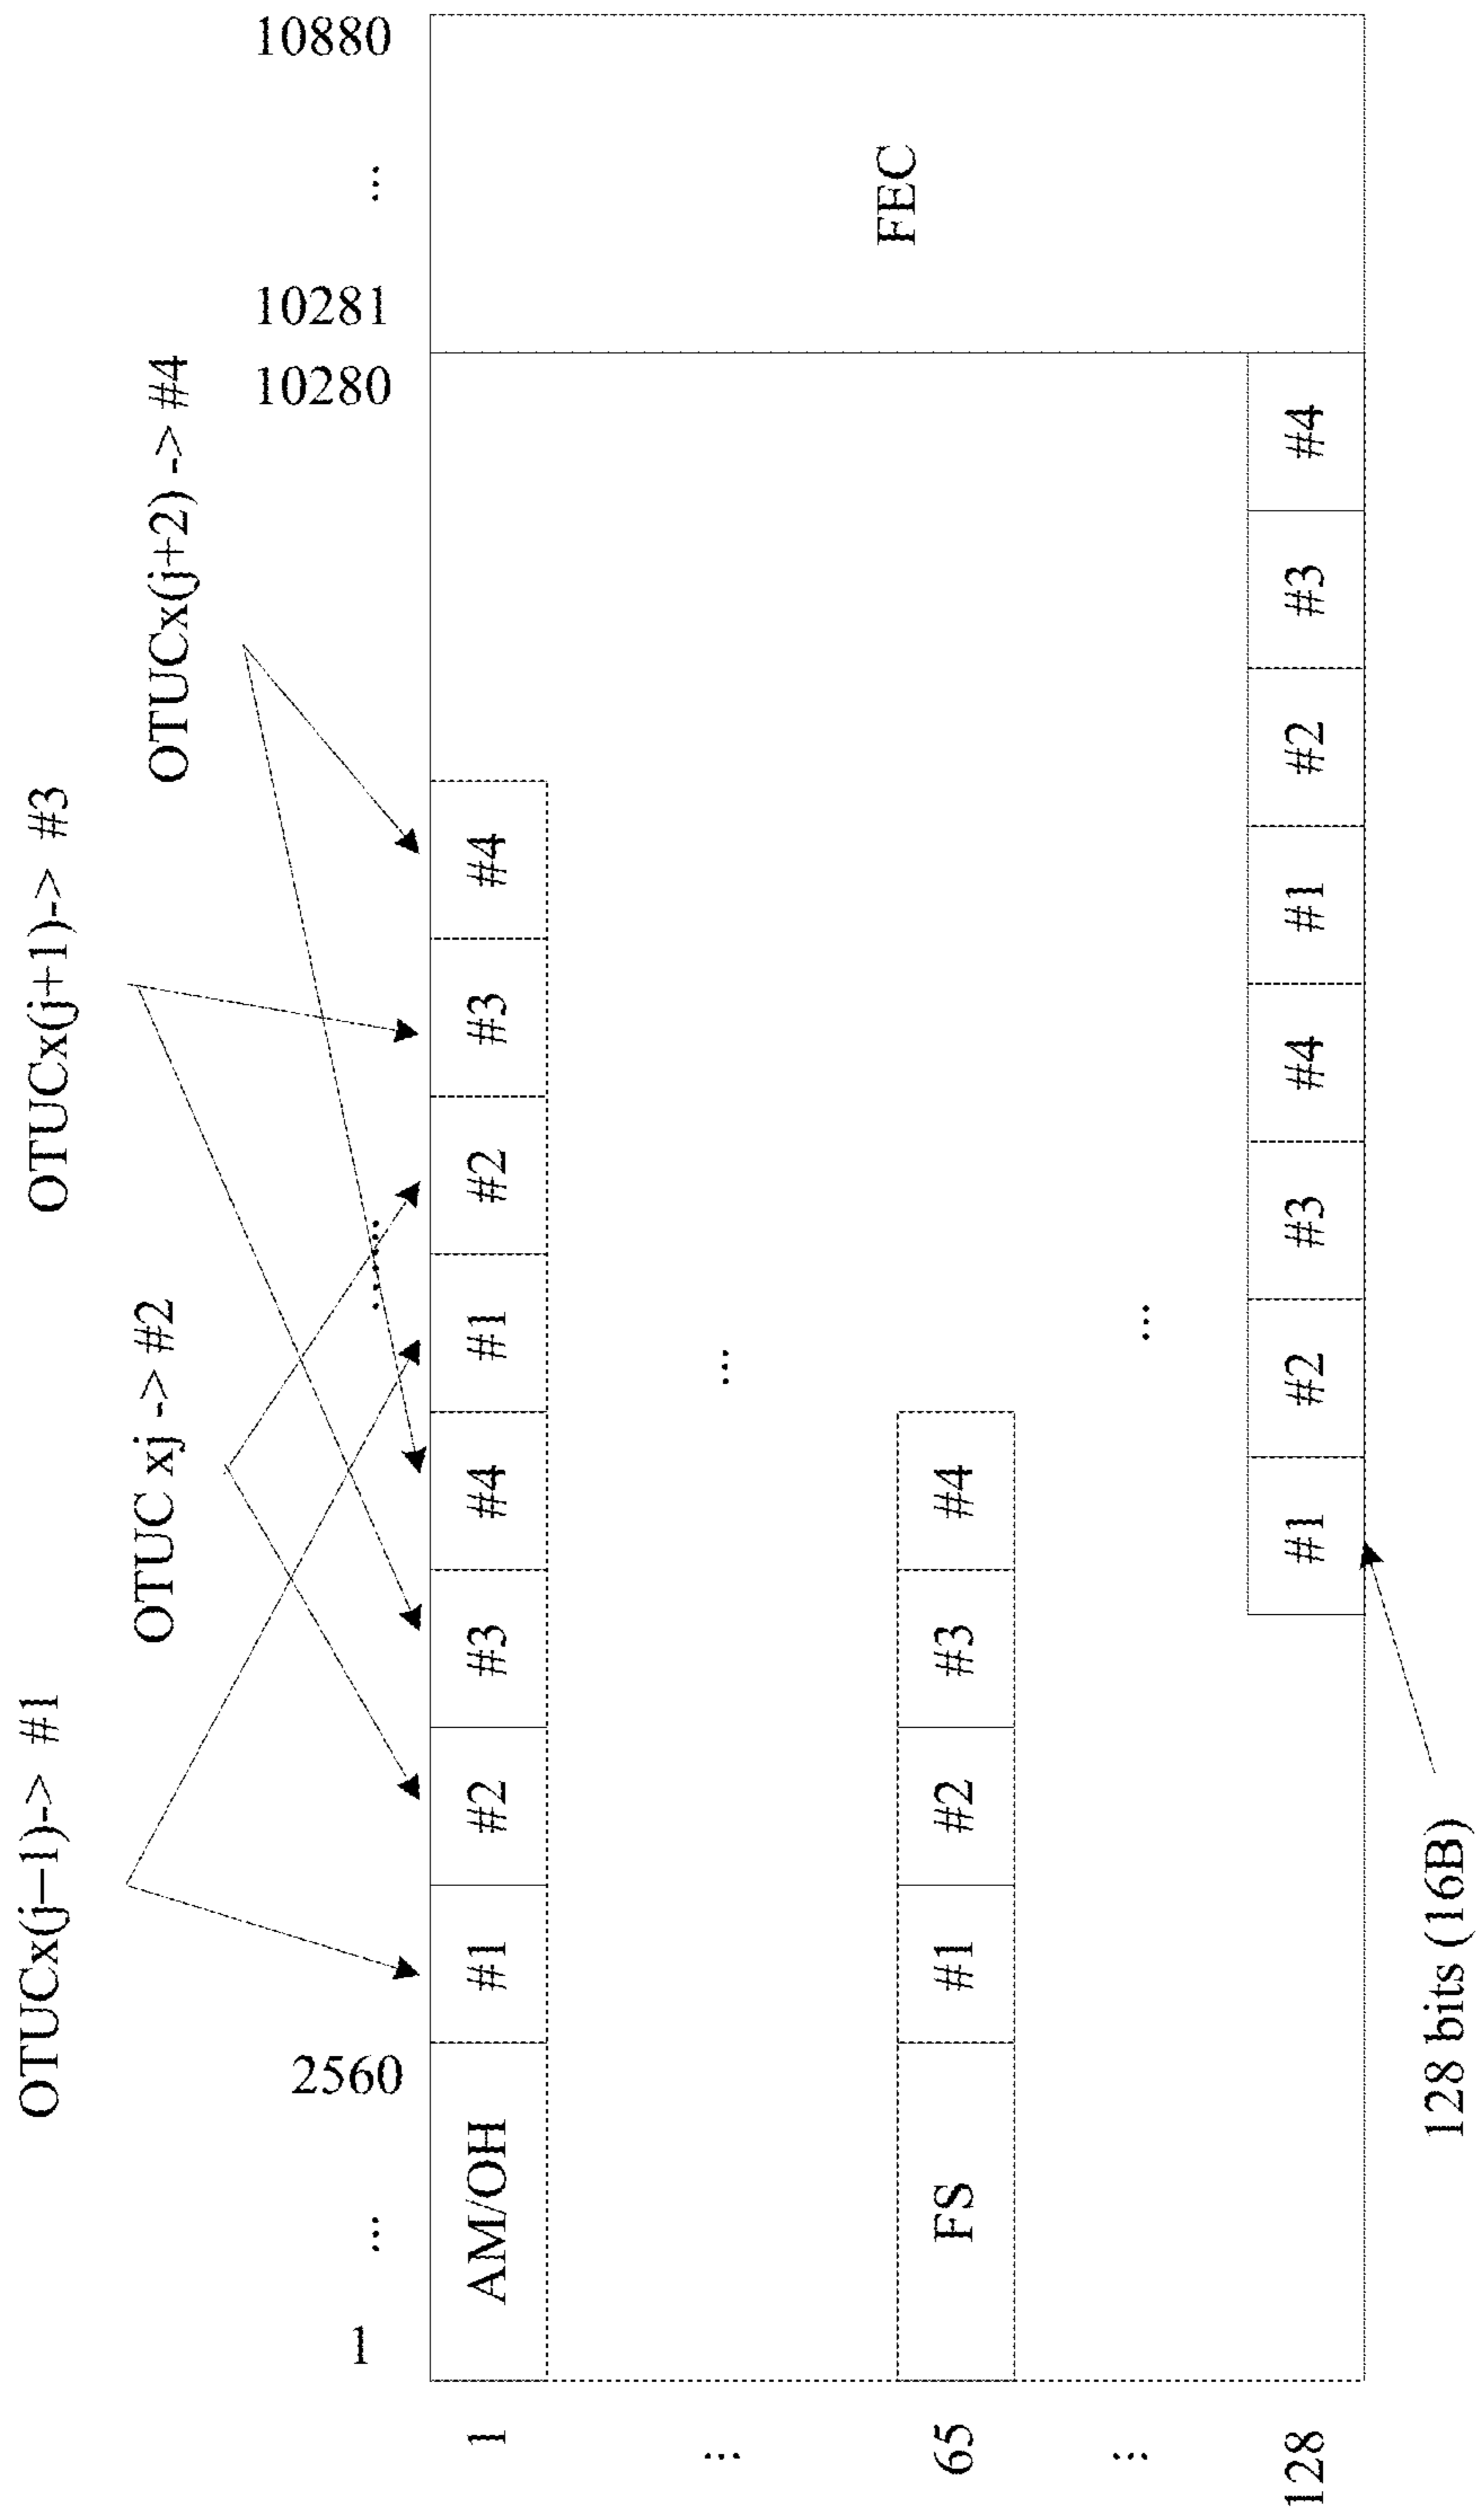 OTUCx(j—1)-> #1 OTUCx(j+1)-> #3
OTUC xj -> #2 OTUCx(j+2) -> #4
1 ... 2560 ...... 10280 10281 ... 10880
1 AM/OH #1 #2 #3 #4 #1 #2 #3 #4
... ...
FEC
65 FS #1 #2 #3 #4
... ...
128 #1 #2 #3 #4 #1 #2 #3 #4
128 bits (16B)